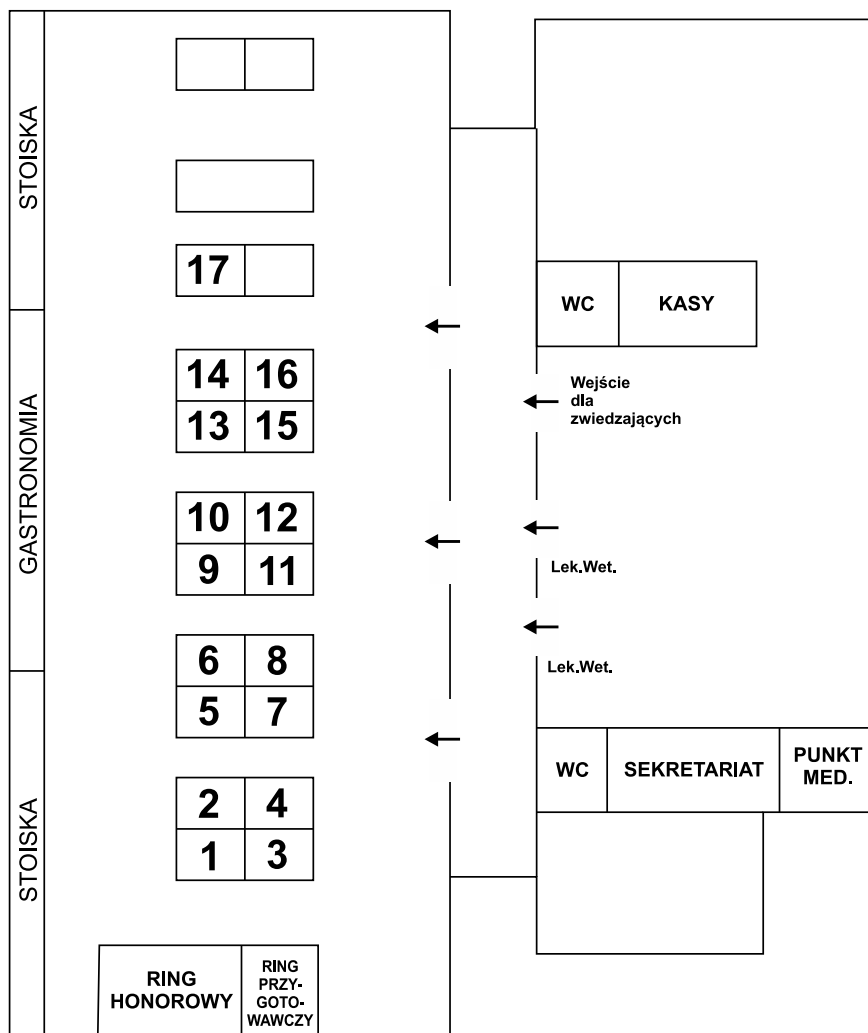 STOISKA
GASTRONOMIA
STOISKA
17
14 16
13 15
10 12
9 11
6 8
5 7
2 4
1 3
RING
HONOROWY
RING
PRZY-
GOTO-
WAWCZY
WC
KASY
Wejście
dla
zwiedzających
Lek.Wet.
Lek.Wet.
WC
SEKRETARIAT
PUNKT
MED.